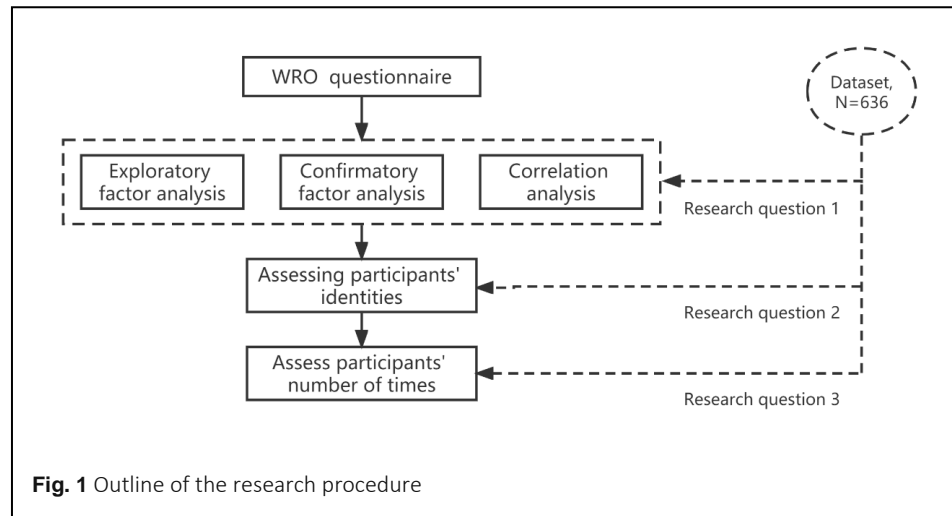 WRO questionnaire
Dataset,
N=636
Exploratory
factor analysis
Confirmatory
factor analysis
Correlation
analysis
Research question 1
Assessing participants'
identities
Research question 2
Assess participants'
number of times
Research question 3
Fig. 1 Outline of the research procedure